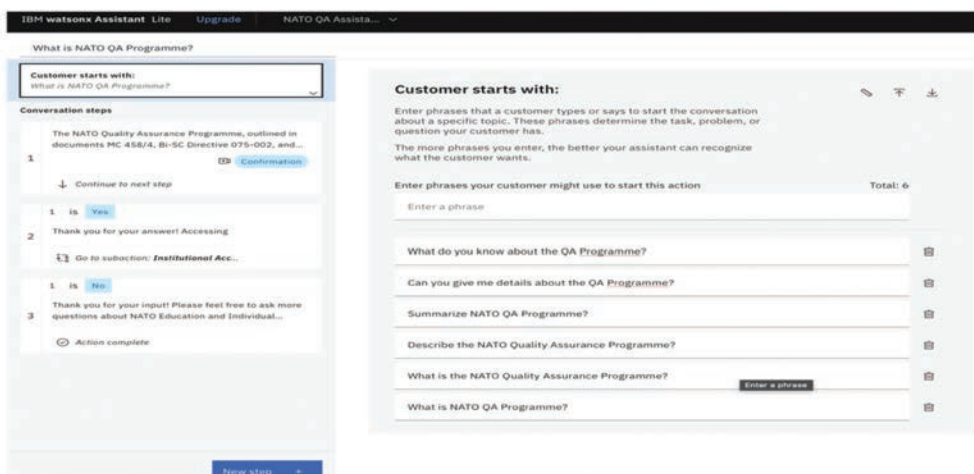 IBM watsonx Assistant Lite Upgrade NATO QA Assista...
What is NATO QA Programme?
Customer starts with:
What is NATO QA Programme?
Conversation steps
1
The NATO Quality Assurance Programme, outlined in
documents MC 458/4, Bi-SC Directive 075-002, and...
Confirmation
Continue to next step
2
1 is Yes
Thank you for your answer! Accessing
Go to subaction: Institutional Acc...
3
1 is No
Thank you for your input! Please feel free to ask more
questions about NATO Education and Individual...
Action complete
New step +
Customer starts with:
Enter phrases that a customer types or says to start the conversation
about a specific topic. These phrases determine the task, problem, or
question your customer has.
The more phrases you enter, the better your assistant can recognize
what the customer wants.
Enter phrases your customer might use to start this action Total: 6
Enter a phrase
What do you know about the QA Programme?
Can you give me details about the QA Programme?
Summarize NATO QA Programme?
Describe the NATO Quality Assurance Programme?
What is the NATO Quality Assurance Programme?
Enter a phrase
What is NATO QA Programme?